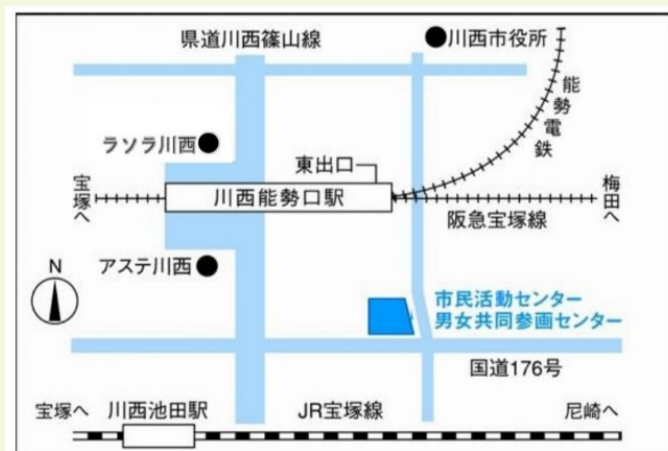 県道川西篠山線
川西市役所
能勢電鉄
ラソラ川西
東出口
宝塚へ
川西能勢口駅
梅田へ
阪急宝塚線
アステ川西
N
市民活動センター
男女共同参画センター
国道176号
宝塚へ
川西池田駅
JR宝塚線
尼崎へ